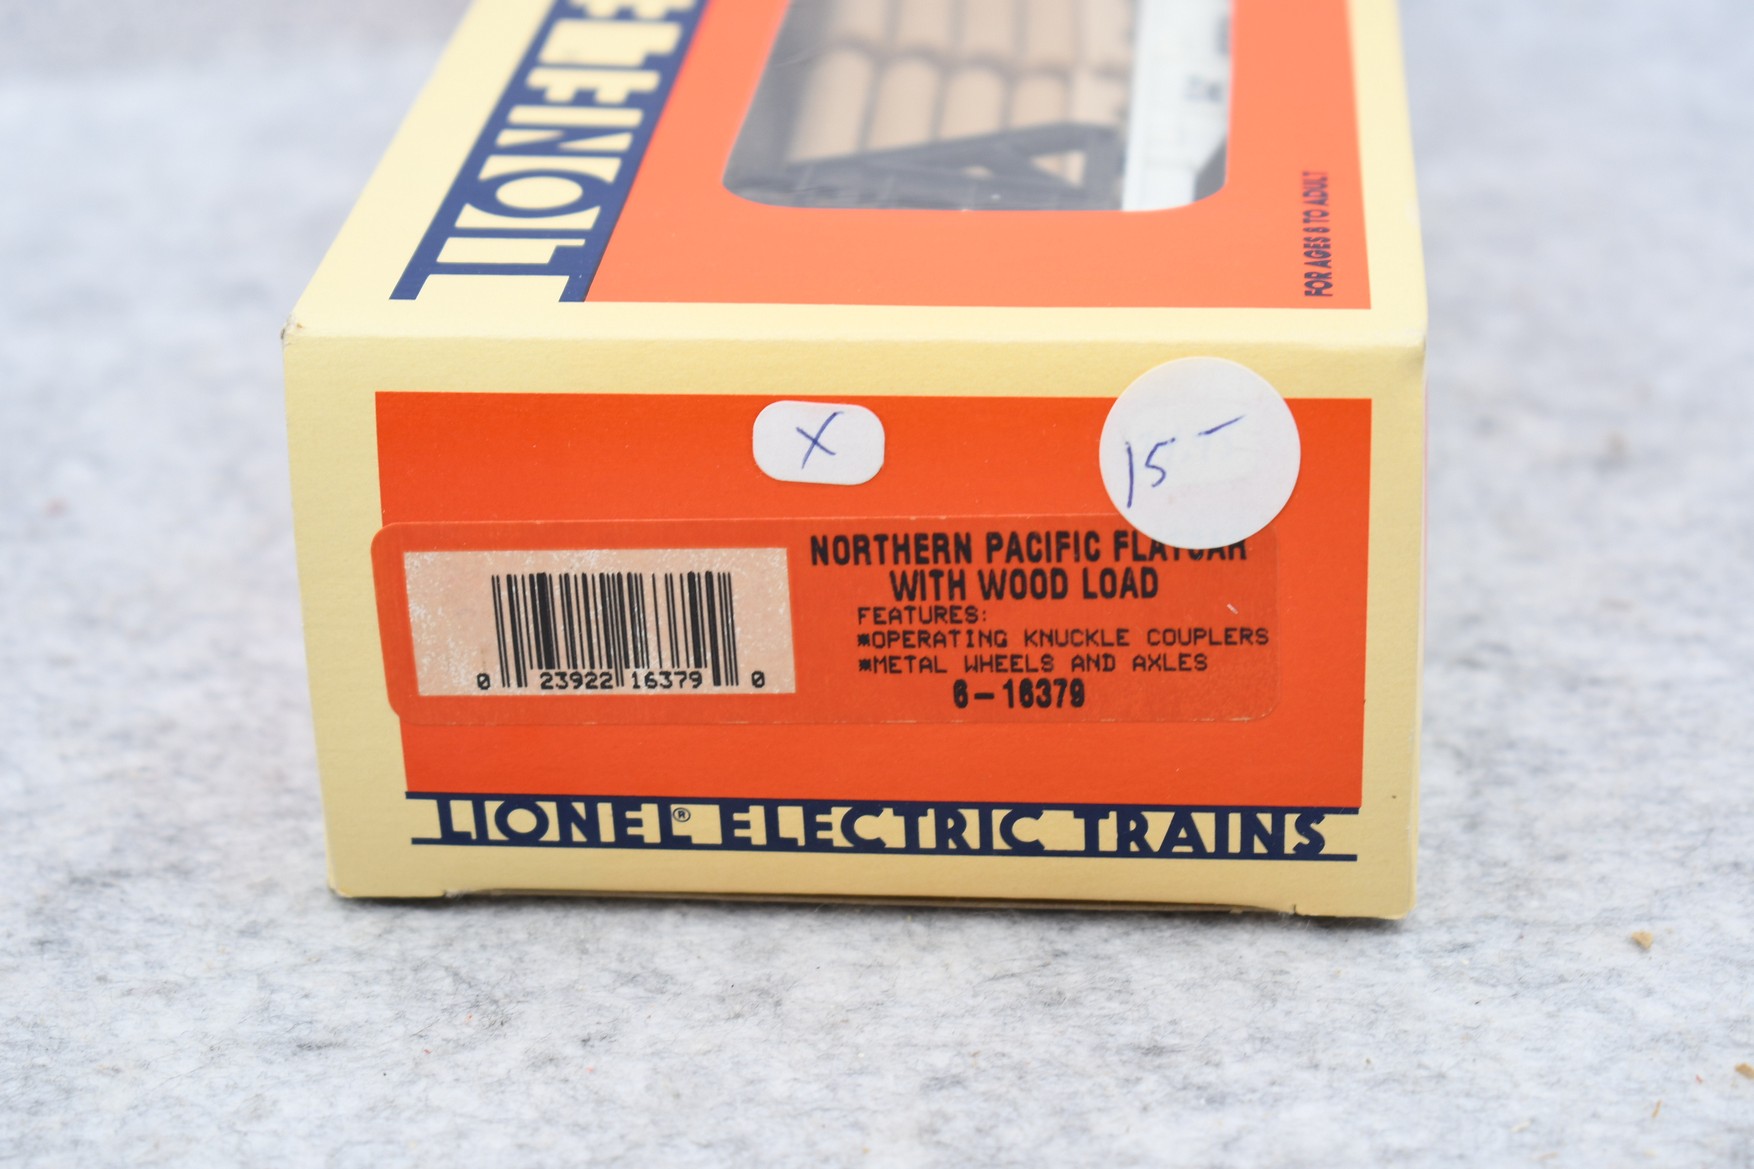 LIONEL
FOR AGES 8 TO ADULT
X
15 –
NORTHERN PACIFIC FLATCAR
WITH WOOD LOAD
FEATURES:
*OPERATING KNUCKLE COUPLERS
*METAL WHEELS AND AXLES
6-16379
0 23922 16379 0
LIONEL® ELECTRIC TRAINS